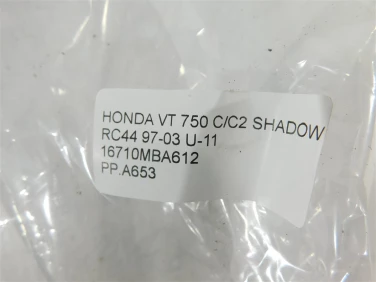 HONDA VT 750 C/C2 SHADOW
RC44 97-03 U-11
16710MBA612
PP.A653